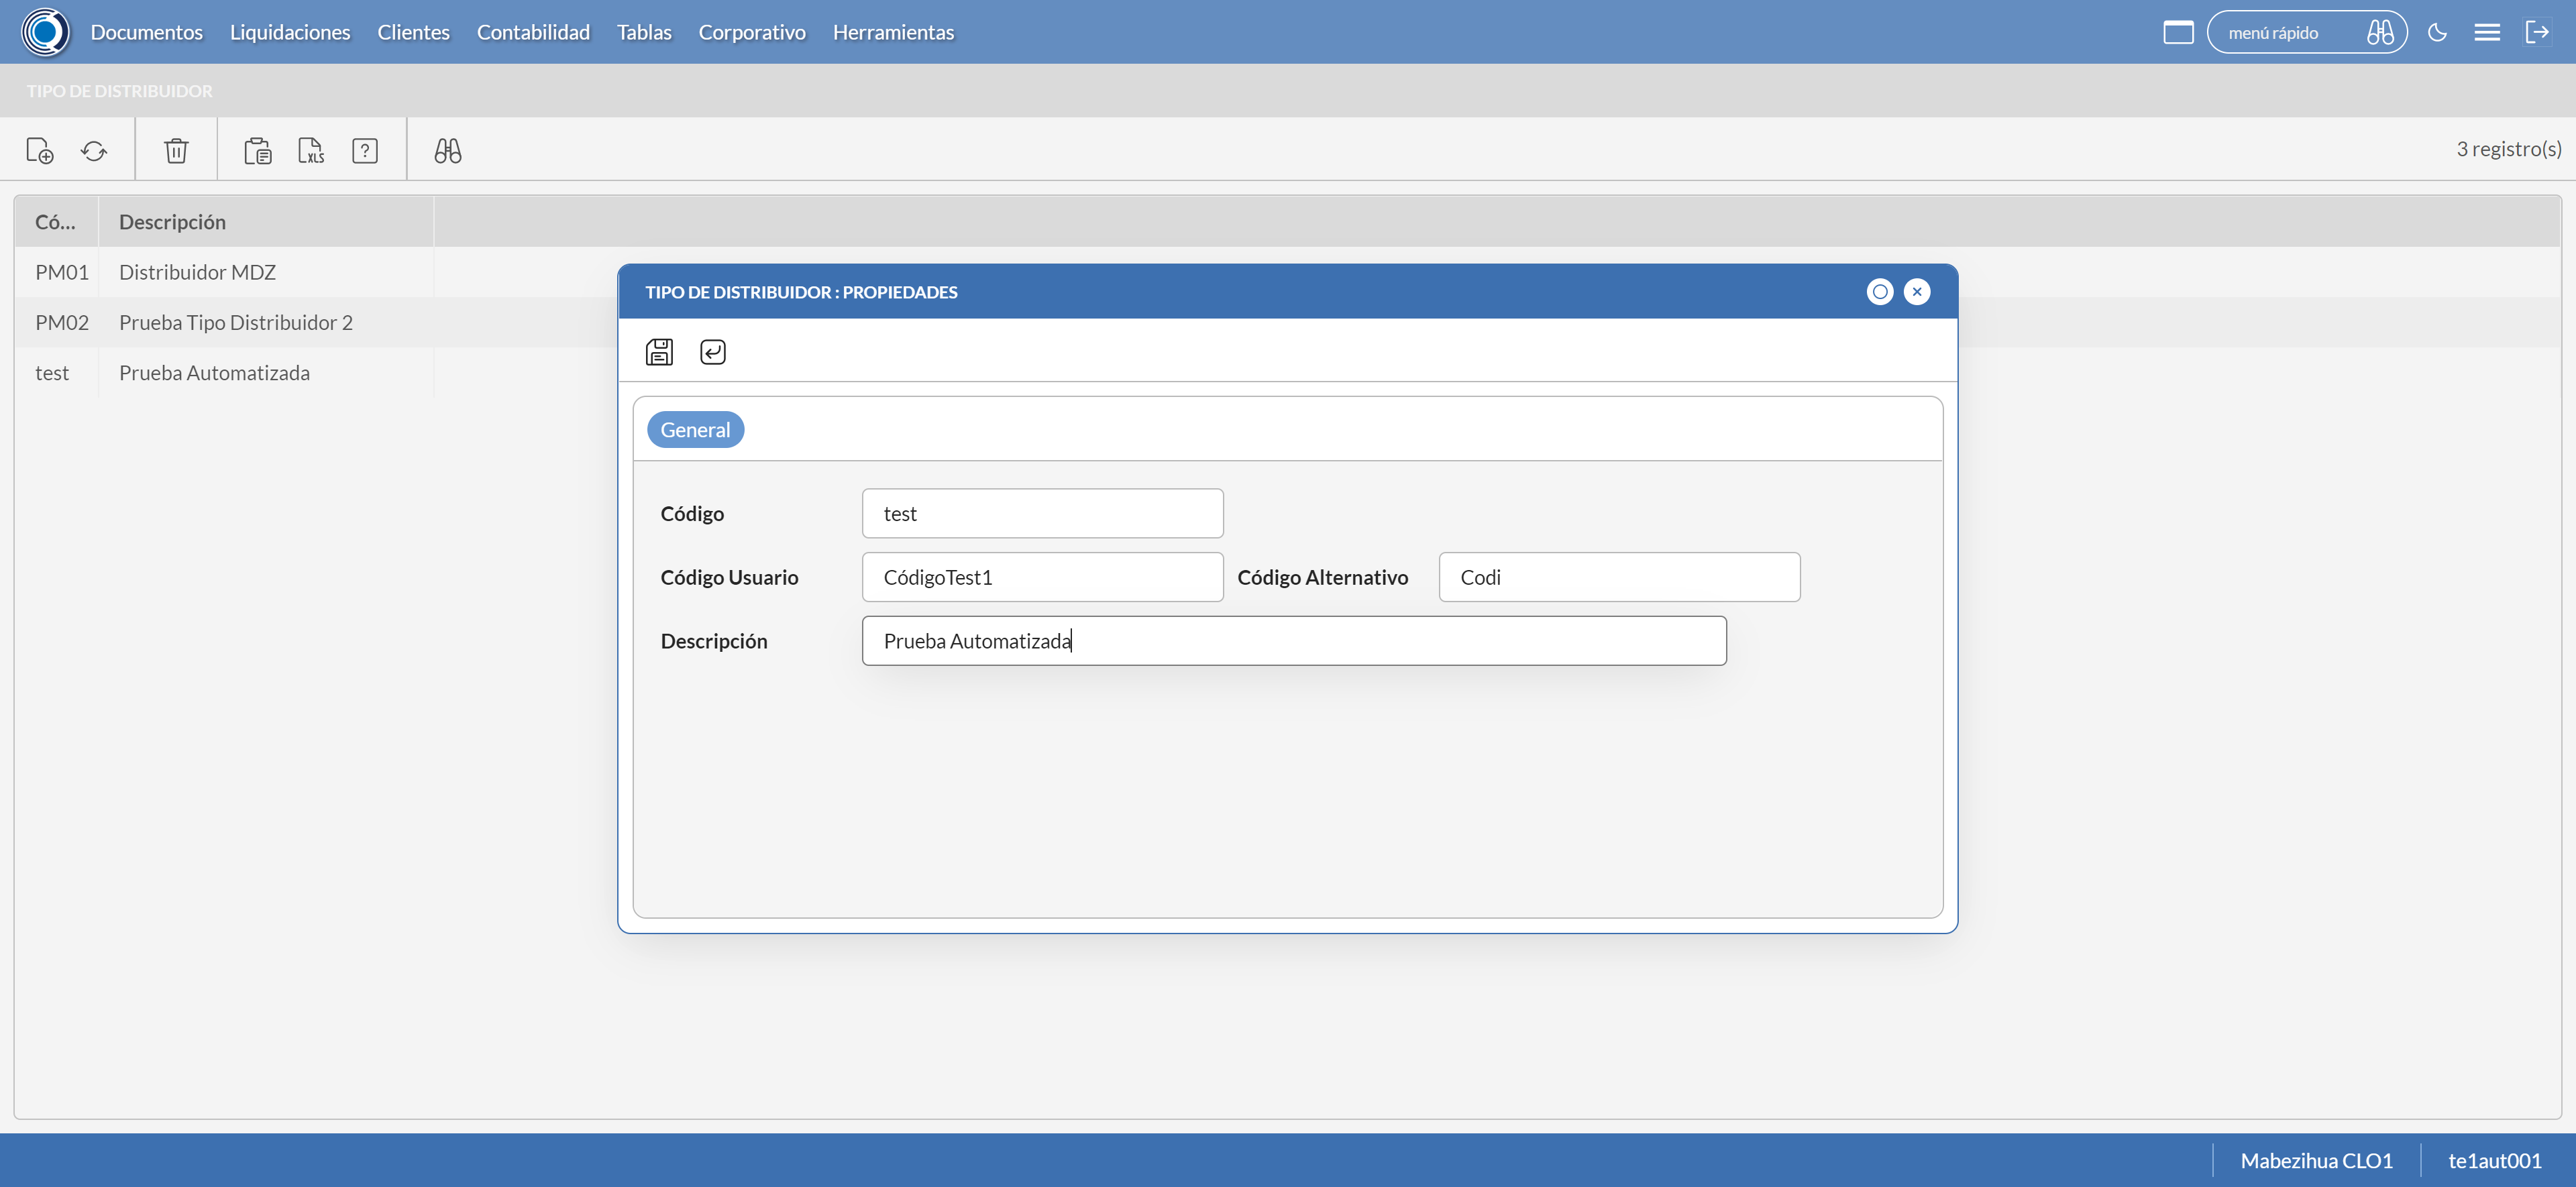 Documentos Liquidaciones Clientes Contabilidad Tablas Corporativo Herramientas menú rápido
TIPO DE DISTRIBUIDOR
XLS ? 3 registro(s)
Có... Descripción
PM01 Distribuidor MDZ
PM02 Prueba Tipo Distribuidor 2
test Prueba Automatizada
TIPO DE DISTRIBUIDOR : PROPIEDADES
General
Código test
Código Usuario CódigoTest1 Código Alternativo Codi
Descripción Prueba Automatizada
Mabezihua CLO1 te1aut001